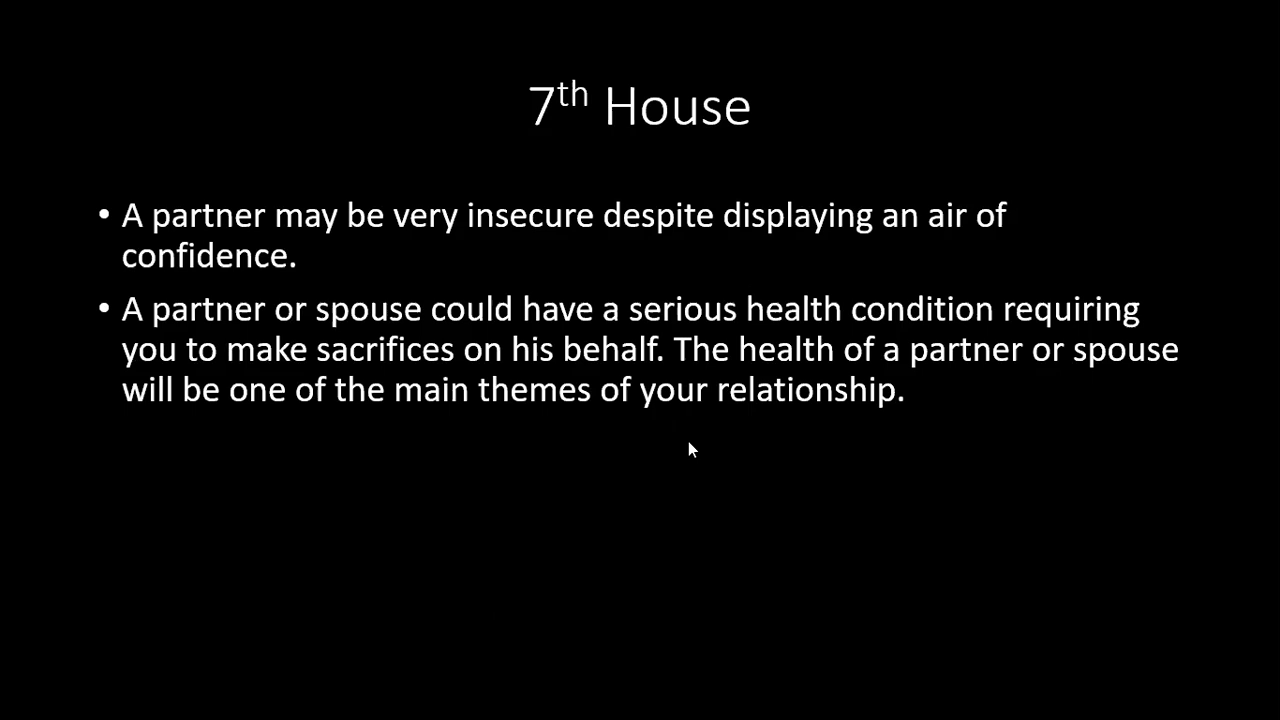 7th House
• A partner may be very insecure despite displaying an air of
confidence.
• A partner or spouse could have a serious health condition requiring
you to make sacrifices on his behalf. The health of a partner or spouse
will be one of the main themes of your relationship.